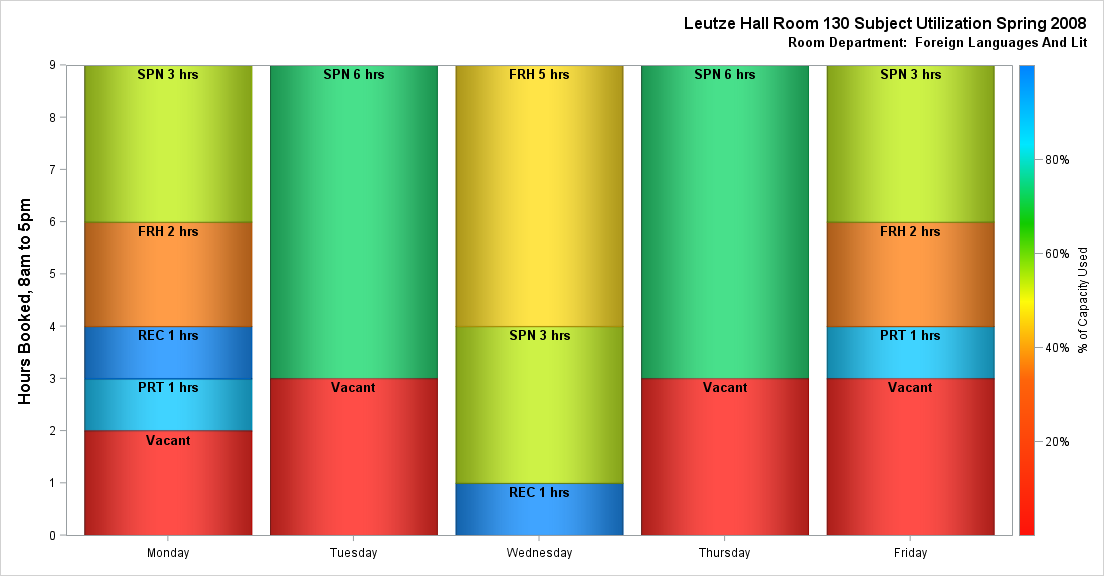 Leutze Hall Room 130 Subject Utilization Spring 2008
Room Department: Foreign Languages And Lit
Hours Booked, 8am to 5pm
9
8
7
6
5
4
3
2
1
0
SPN 3 hrs
FRH 2 hrs
REC 1 hrs
PRT 1 hrs
Vacant
SPN 6 hrs
Vacant
FRH 5 hrs
SPN 3 hrs
REC 1 hrs
SPN 6 hrs
Vacant
SPN 3 hrs
FRH 2 hrs
PRT 1 hrs
Vacant
Monday
Tuesday
Wednesday
Thursday
Friday
80%
60%
40%
20%
% of Capacity Used